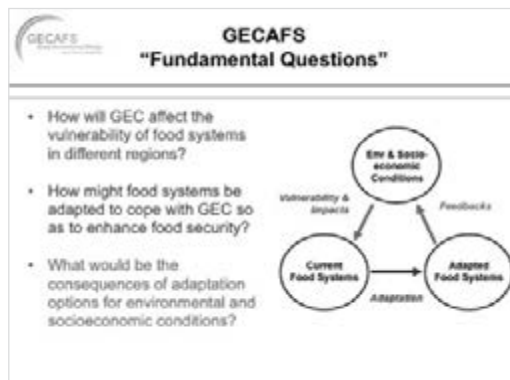 GECAFS
GECAFS
“Fundamental Questions”
• How will GEC affect the
vulnerability of food systems
in different regions?
• How might food systems be
adapted to cope with GEC so
as to enhance food security?
• What would be the
consequences of adaptation
options for environmental and
socioeconomic conditions?
Env & Socio-
economic
Conditions
Vulnerability &
Impacts
Feedbacks
Current
Food Systems
Adapted
Food Systems
Adaptation